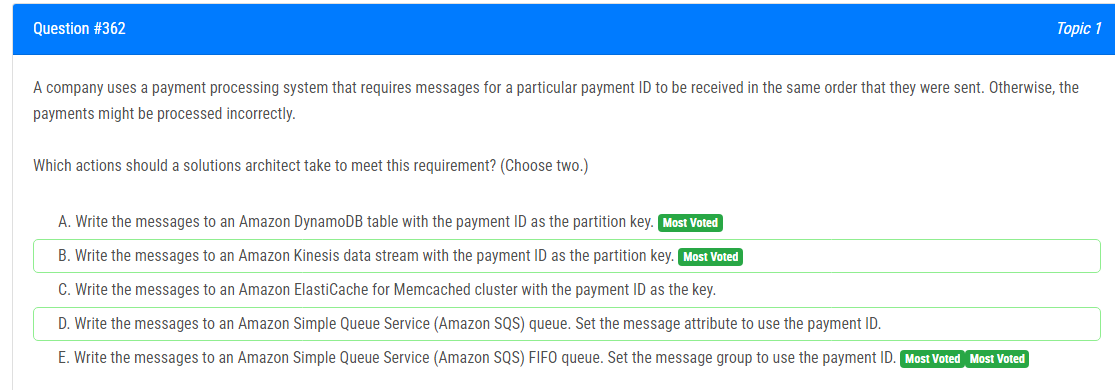 Question #362 Topic 1
A company uses a payment processing system that requires messages for a particular payment ID to be received in the same order that they were sent. Otherwise, the
payments might be processed incorrectly.
Which actions should a solutions architect take to meet this requirement? (Choose two.)
A. Write the messages to an Amazon DynamoDB table with the payment ID as the partition key. Most Voted
B. Write the messages to an Amazon Kinesis data stream with the payment ID as the partition key. Most Voted
C. Write the messages to an Amazon ElastiCache for Memcached cluster with the payment ID as the key.
D. Write the messages to an Amazon Simple Queue Service (Amazon SQS) queue. Set the message attribute to use the payment ID.
E. Write the messages to an Amazon Simple Queue Service (Amazon SQS) FIFO queue. Set the message group to use the payment ID. Most Voted Most Voted